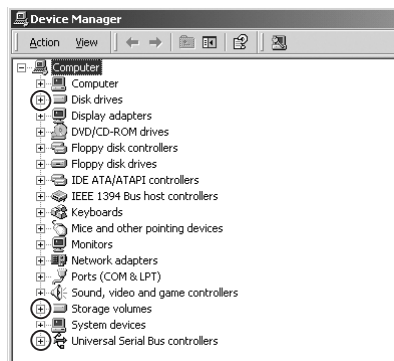 Device Manager
Action View
Computer
Computer
Disk drives
Display adapters
DVD/CD-ROM drives
Floppy disk controllers
Floppy disk drives
IDE ATA/ATAPI controllers
IEEE 1394 Bus host controllers
Keyboards
Mice and other pointing devices
Monitors
Network adapters
Ports (COM & LPT)
Sound, video and game controllers
Storage volumes
System devices
Universal Serial Bus controllers